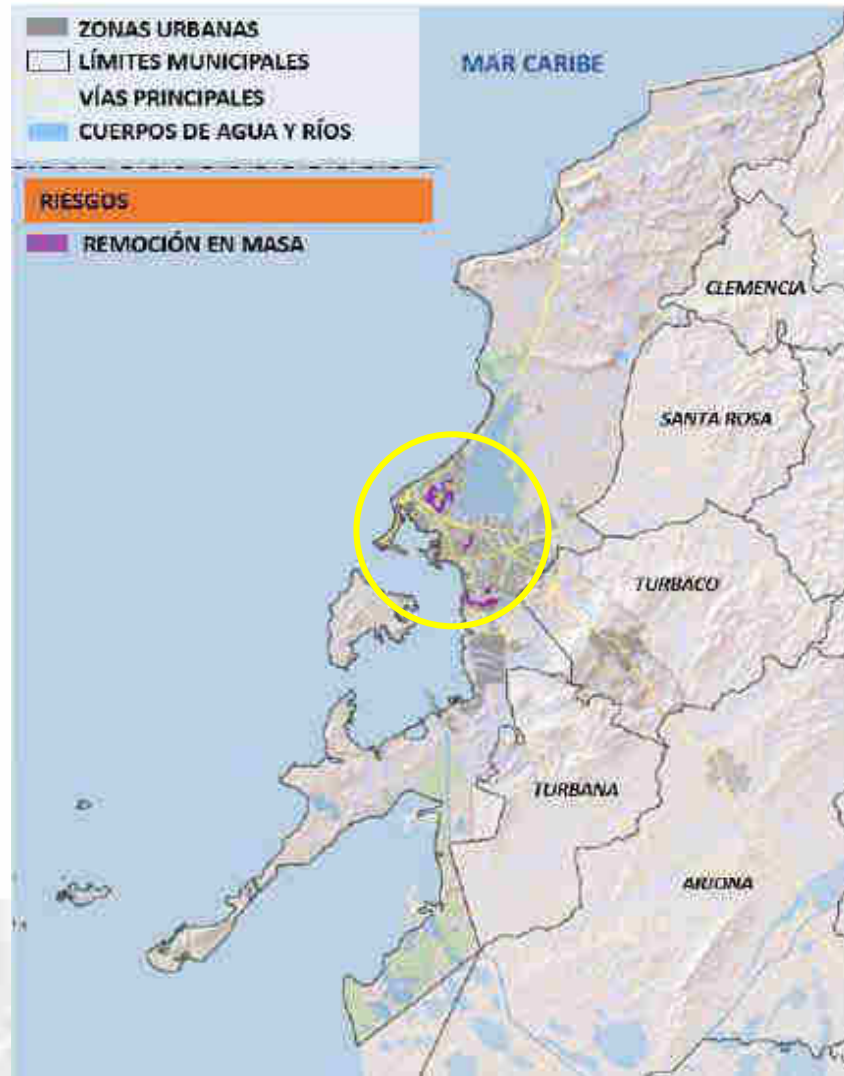 ZONAS URBANAS
LÍMITES MUNICIPALES
VÍAS PRINCIPALES
CUERPOS DE AGUA Y RÍOS
MAR CARIBE
RIESGOS
REMOCIÓN EN MASA
CLEMENCIA
SANTA ROSA
TURBACO
TURBANA
ARJONA